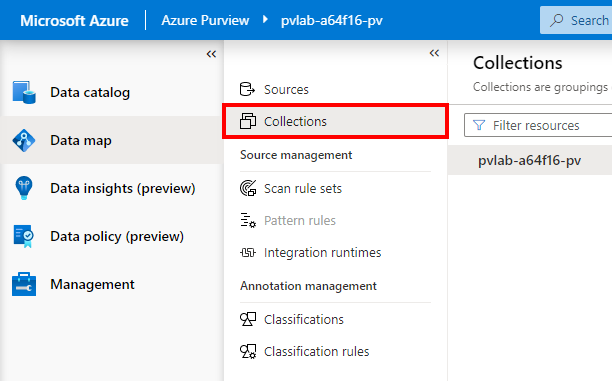 Microsoft Azure
Azure Purview ▸ pvlab-a64f16-pv
Search
Data catalog
Data map
Data insights (preview)
Data policy (preview)
Management
Sources
Collections
Source management
Scan rule sets
Pattern rules
Integration runtimes
Annotation management
Classifications
Classification rules
Collections
Collections are groupings
Filter resources
pvlab-a64f16-pv